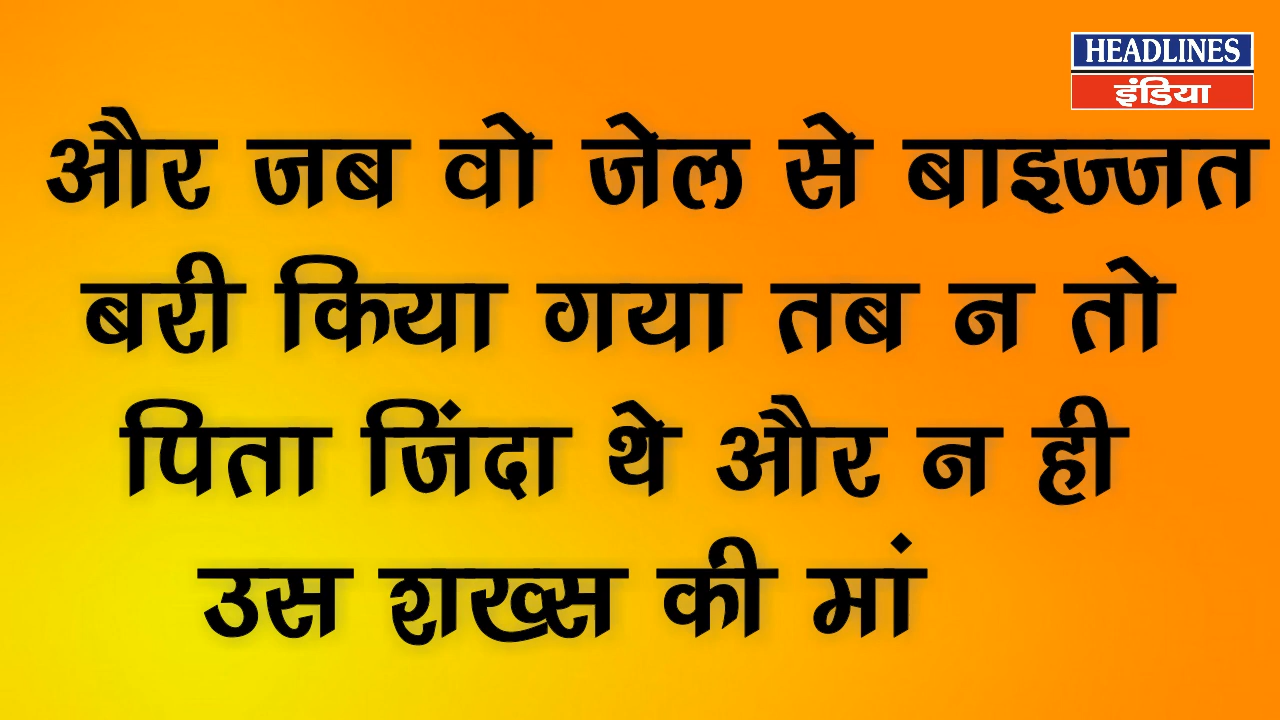 HEADLINES
इंडिया
और जब वो जेल से बाइज्जत
बरी किया गया तब न तो
पिता जिंदा थे और न ही
उस शख्स की मां